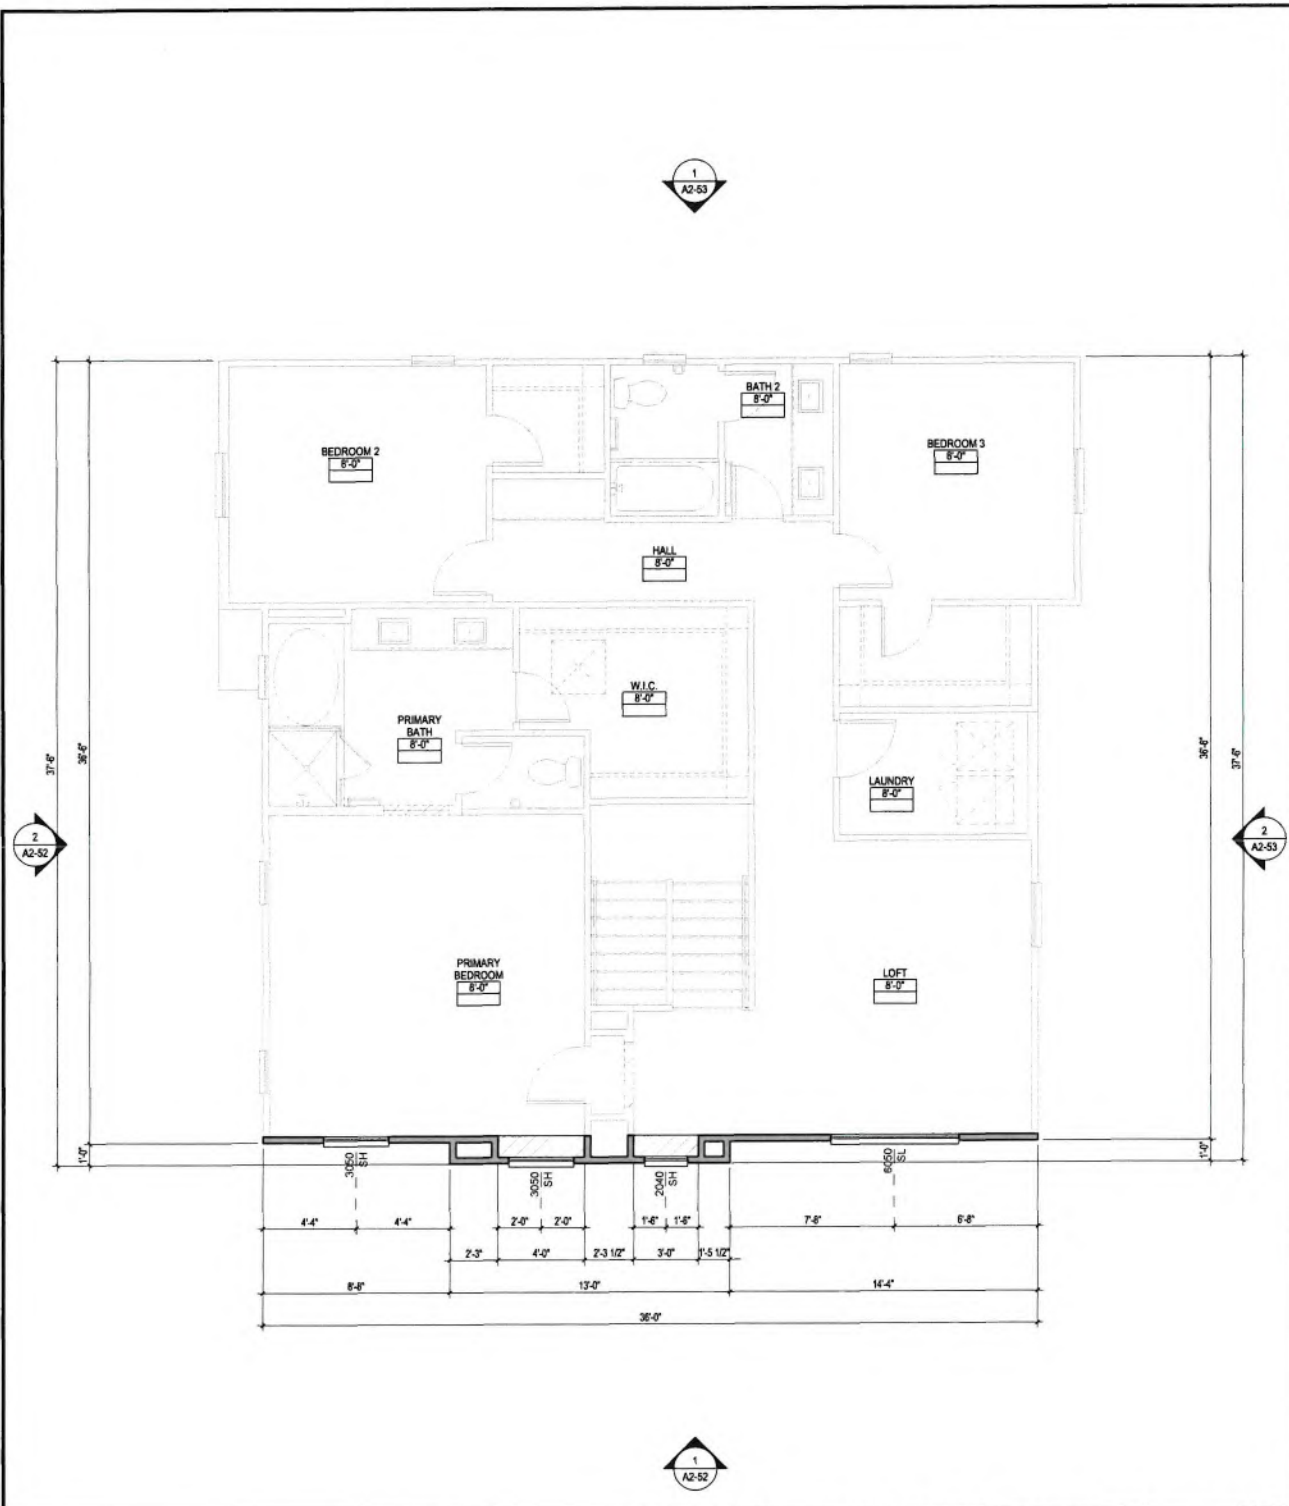 1
A2-53
BATH 2
8'-0"
BEDROOM 2
8'-0"
BEDROOM 3
8'-0"
HALL
8'-0"
W.I.C.
8'-0"
PRIMARY
BATH
8'-0"
37'-6"
36'-6"
36'-6"
37'-6"
LAUNDRY
8'-0"
2
A2-52
2
A2-53
PRIMARY
BEDROOM
8'-0"
LOFT
8'-0"
1'-0"
1'-0"
3050
SH
3050
SH
2040
SH
6050
SL
4'-4"
4'-4"
2'-0"
2'-0"
1'-6"
1'-6"
7'-8"
6'-8"
2'-3"
4'-0"
2'-3 1/2"
3'-0"
1'-5 1/2"
8'-8"
13'-0"
14'-4"
36'-0"
1
A2-52